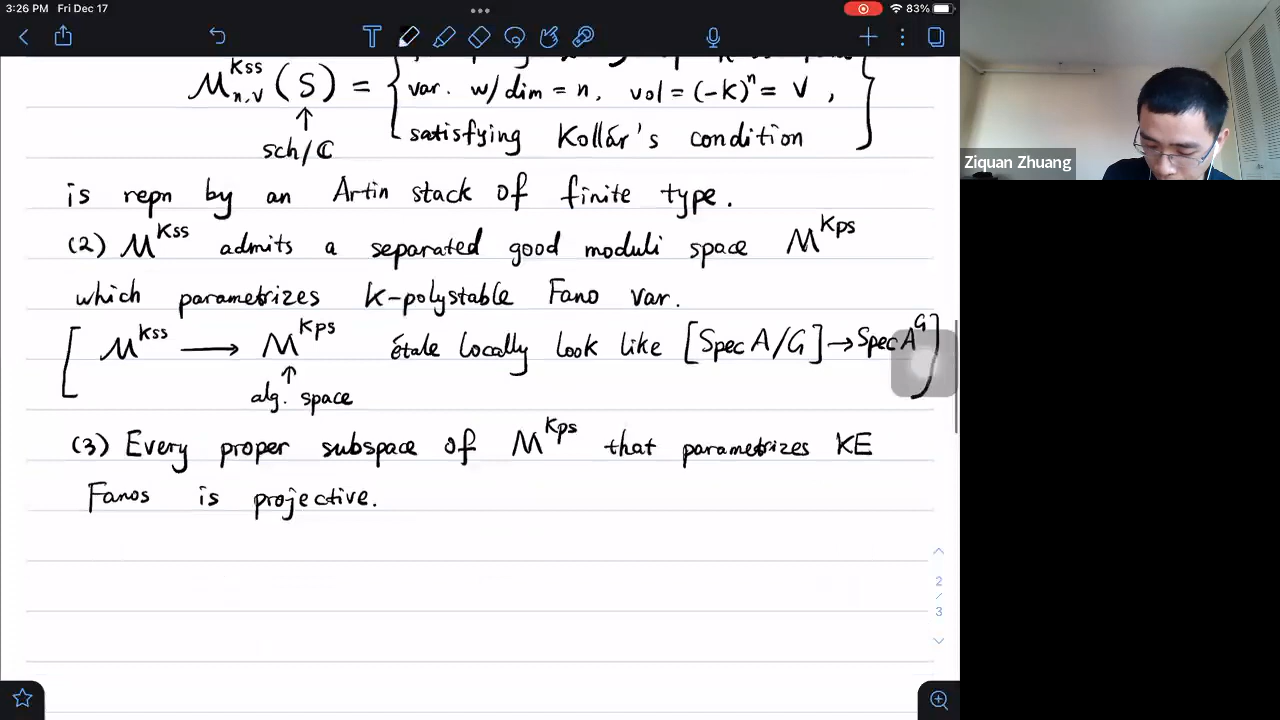 3:26 PM Fri Dec 17
83%
M^{Kss}_{n,V} (S) = { var. w/ dim = n, vol = (-K)^n = V,
satisfying Kollár's condition }
↑
sch/ℂ
is repn by an Artin stack of finite type.
(2) M^{Kss} admits a separated good moduli space M^{Kps}
which parametrizes K-polystable Fano var.
[ M^{Kss} → M^{Kps} étale locally look like [Spec A/G] → Spec A^G ]
↑
alg. space
(3) Every proper subspace of M^{Kps} that parametrizes KE
Fanos is projective.
2
/
3
Ziquan Zhuang